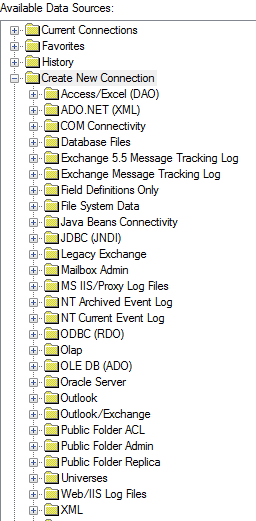 Available Data Sources:
Current Connections
Favorites
History
Create New Connection
Access/Excel (DAO)
ADO.NET (XML)
COM Connectivity
Database Files
Exchange 5.5 Message Tracking Log
Exchange Message Tracking Log
Field Definitions Only
File System Data
Java Beans Connectivity
JDBC (JNDI)
Legacy Exchange
Mailbox Admin
MS IIS/Proxy Log Files
NT Archived Event Log
NT Current Event Log
ODBC (RDO)
Olap
OLE DB (ADO)
Oracle Server
Outlook
Outlook/Exchange
Public Folder ACL
Public Folder Admin
Public Folder Replica
Universes
Web/IIS Log Files
XML